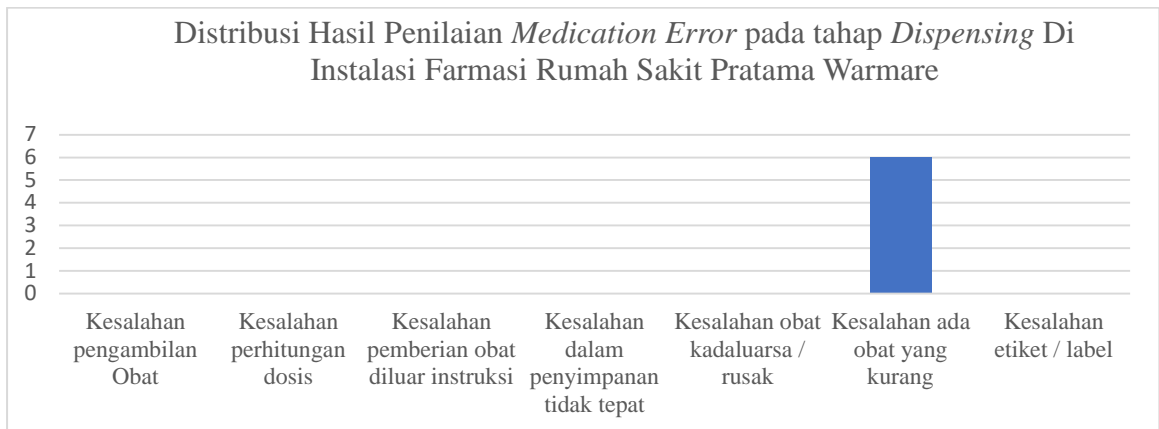 Distribusi Hasil Penilaian Medication Error pada tahap Dispensing Di
Instalasi Farmasi Rumah Sakit Pratama Warmare
7
6
5
4
3
2
1
0
Kesalahan
pengambilan
Obat
Kesalahan
perhitungan
dosis
Kesalahan
pemberian obat
diluar instruksi
Kesalahan
dalam
penyimpanan
tidak tepat
Kesalahan obat
kadaluarsa /
rusak
Kesalahan ada
obat yang
kurang
Kesalahan
etiket / label